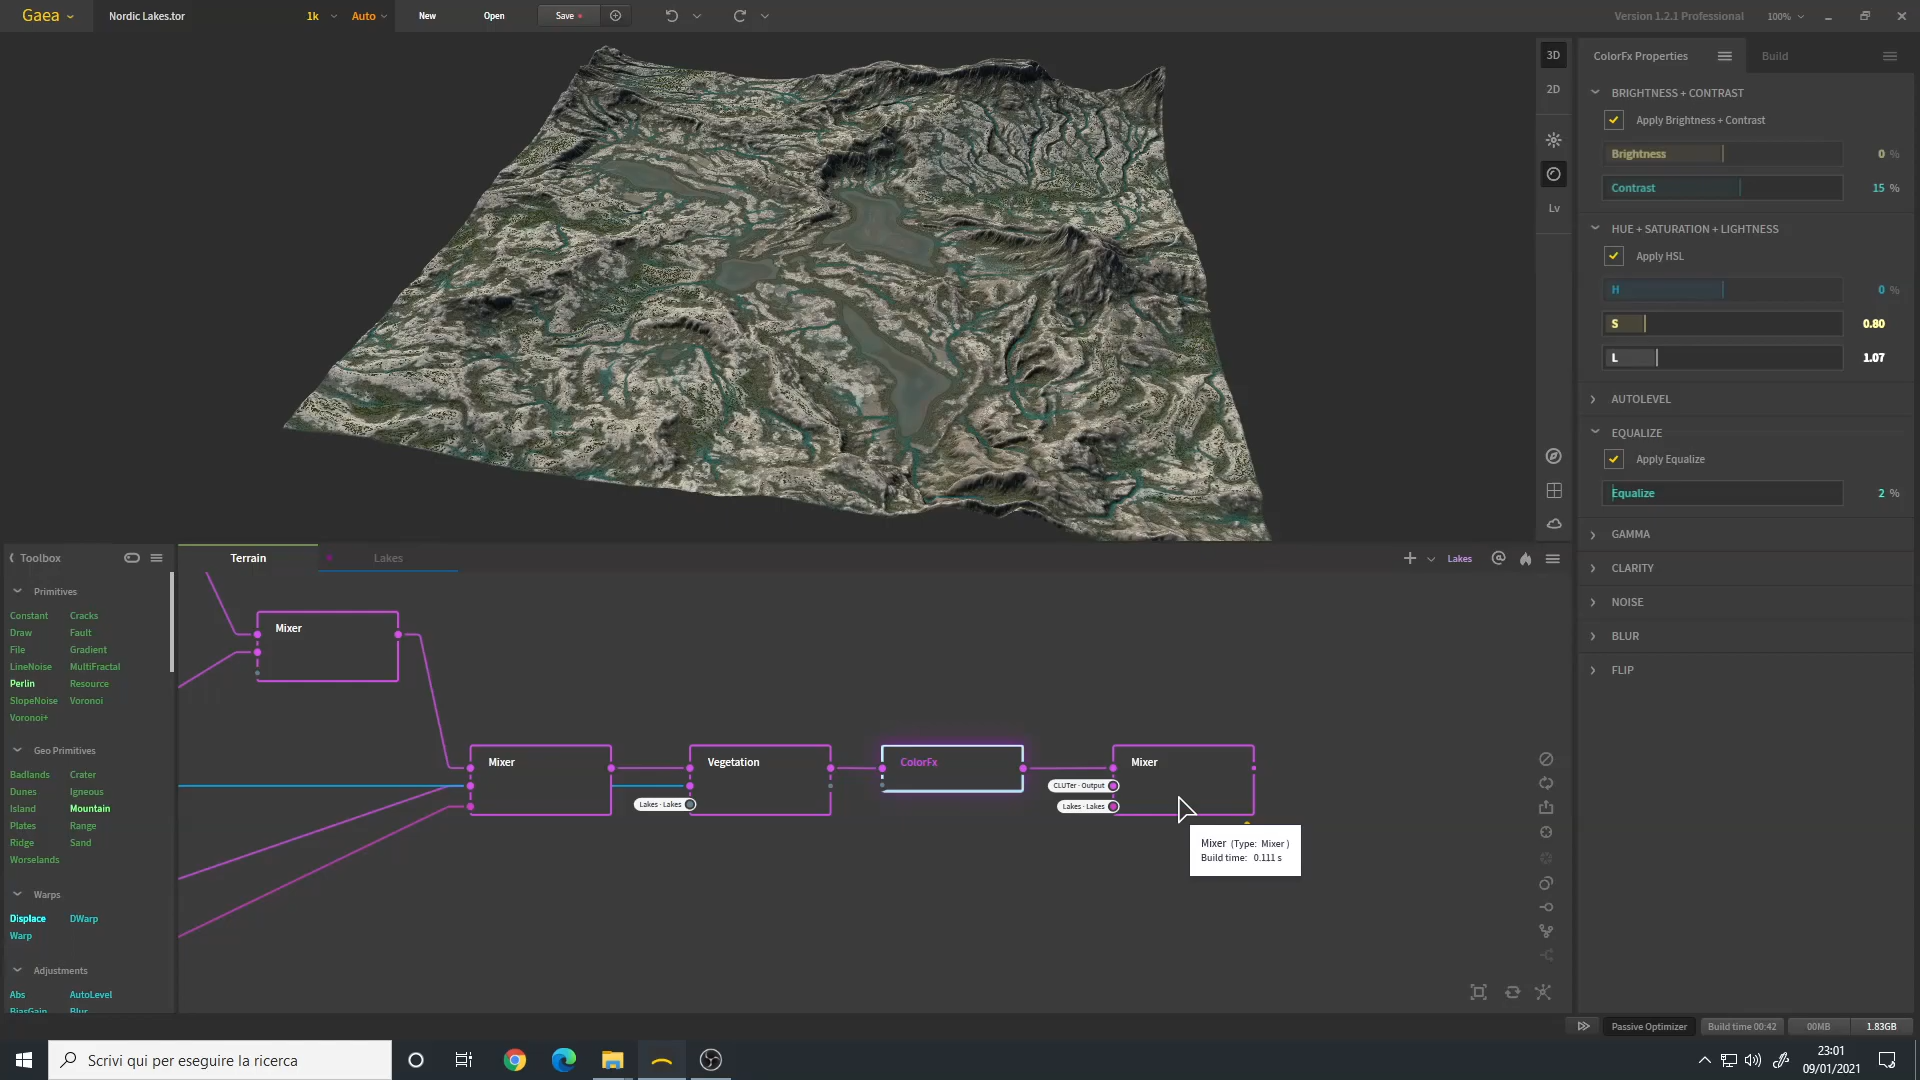 Gaea
Nordic Lakes.tor
1k
Auto
New
Open
Save
Version 1.2.1 Professional
100%
3D
2D
Lv
ColorFx Properties
Build
BRIGHTNESS + CONTRAST
Apply Brightness + Contrast
Brightness 0 %
Contrast 15 %
HUE + SATURATION + LIGHTNESS
Apply HSL
H 0 %
S 0.80
L 1.07
AUTOLEVEL
EQUALIZE
Apply Equalize
Equalize 2 %
GAMMA
CLARITY
NOISE
BLUR
FLIP
Toolbox
Primitives
Constant Cracks
Draw Fault
File Gradient
LineNoise MultiFractal
Perlin Resource
SlopeNoise Voronoi
Voronoi+
Geo Primitives
Badlands Crater
Dunes Igneous
Island Mountain
Plates Range
Ridge Sand
Worselands
Warps
Displace DWarp
Warp
Adjustments
Abs AutoLevel
BiasGain Blur
Terrain
Lakes
Lakes
Mixer
Mixer
Vegetation
Lakes · Lakes
ColorFx
Mixer
CLUTer · Output
Lakes · Lakes
Mixer (Type: Mixer )
Build time: 0.111 s
Passive Optimizer
Build time 00:42
00MB
1.83GB
Scrivi qui per eseguire la ricerca
23:01
09/01/2021